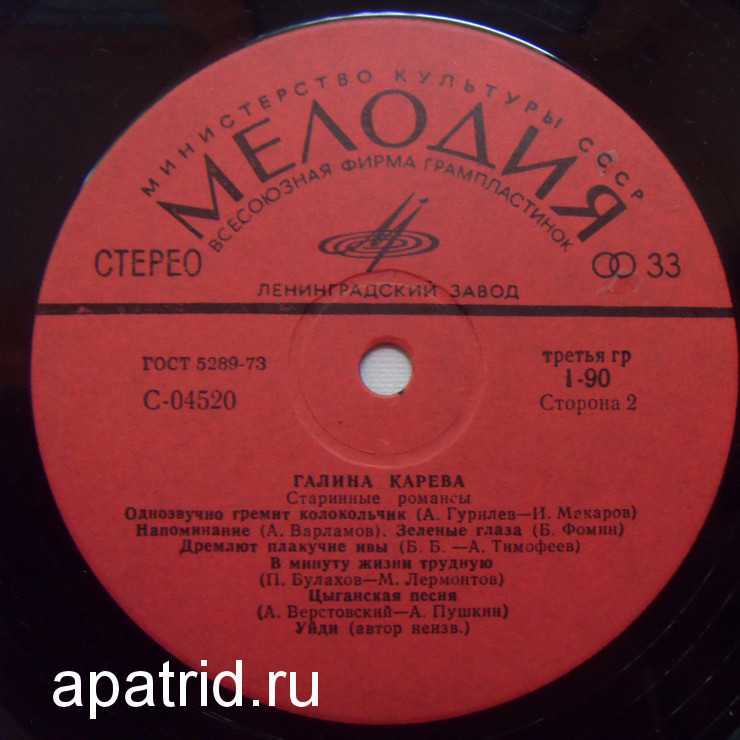 МИНИСТЕРСТВО КУЛЬТУРЫ СССР
МЕЛОДИЯ
ВСЕСОЮЗНАЯ ФИРМА ГРАМПЛАСТИНОК
СТЕРЕО
33
ЛЕНИНГРАДСКИЙ ЗАВОД
ГОСТ 5289-73
третья гр
С-04520
1-90
Сторона 2
ГАЛИНА КАРЕВА
Старинные романсы
Однозвучно гремит колокольчик (А. Гурилев—И. Макаров)
Напоминание (А. Варламов). Зеленые глаза (Б. Фомин)
Дремлют плакучие ивы (Б. Б. —А. Тимофеев)
В минуту жизни трудную
(П. Булахов—М. Лермонтов)
Цыганская песня
(А. Верстовский—А. Пушкин)
Уйди (автор неизв.)
apatrid.ru